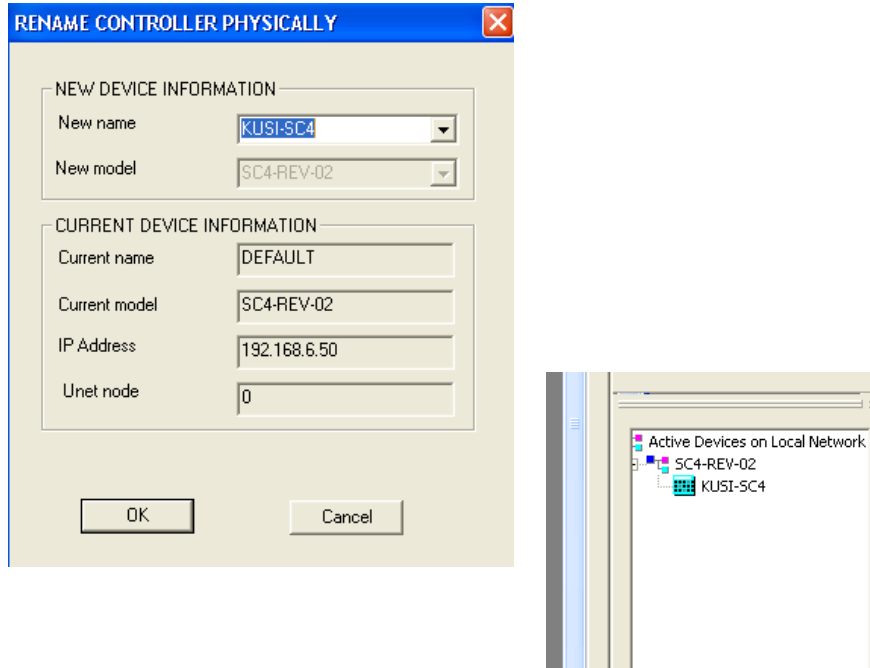 RENAME CONTROLLER PHYSICALLY
NEW DEVICE INFORMATION
New name KUSI-SC4
New model SC4-REV-02
CURRENT DEVICE INFORMATION
Current name DEFAULT
Current model SC4-REV-02
IP Address 192.168.6.50
Unet node 0
OK Cancel
Active Devices on Local Network
SC4-REV-02
KUSI-SC4